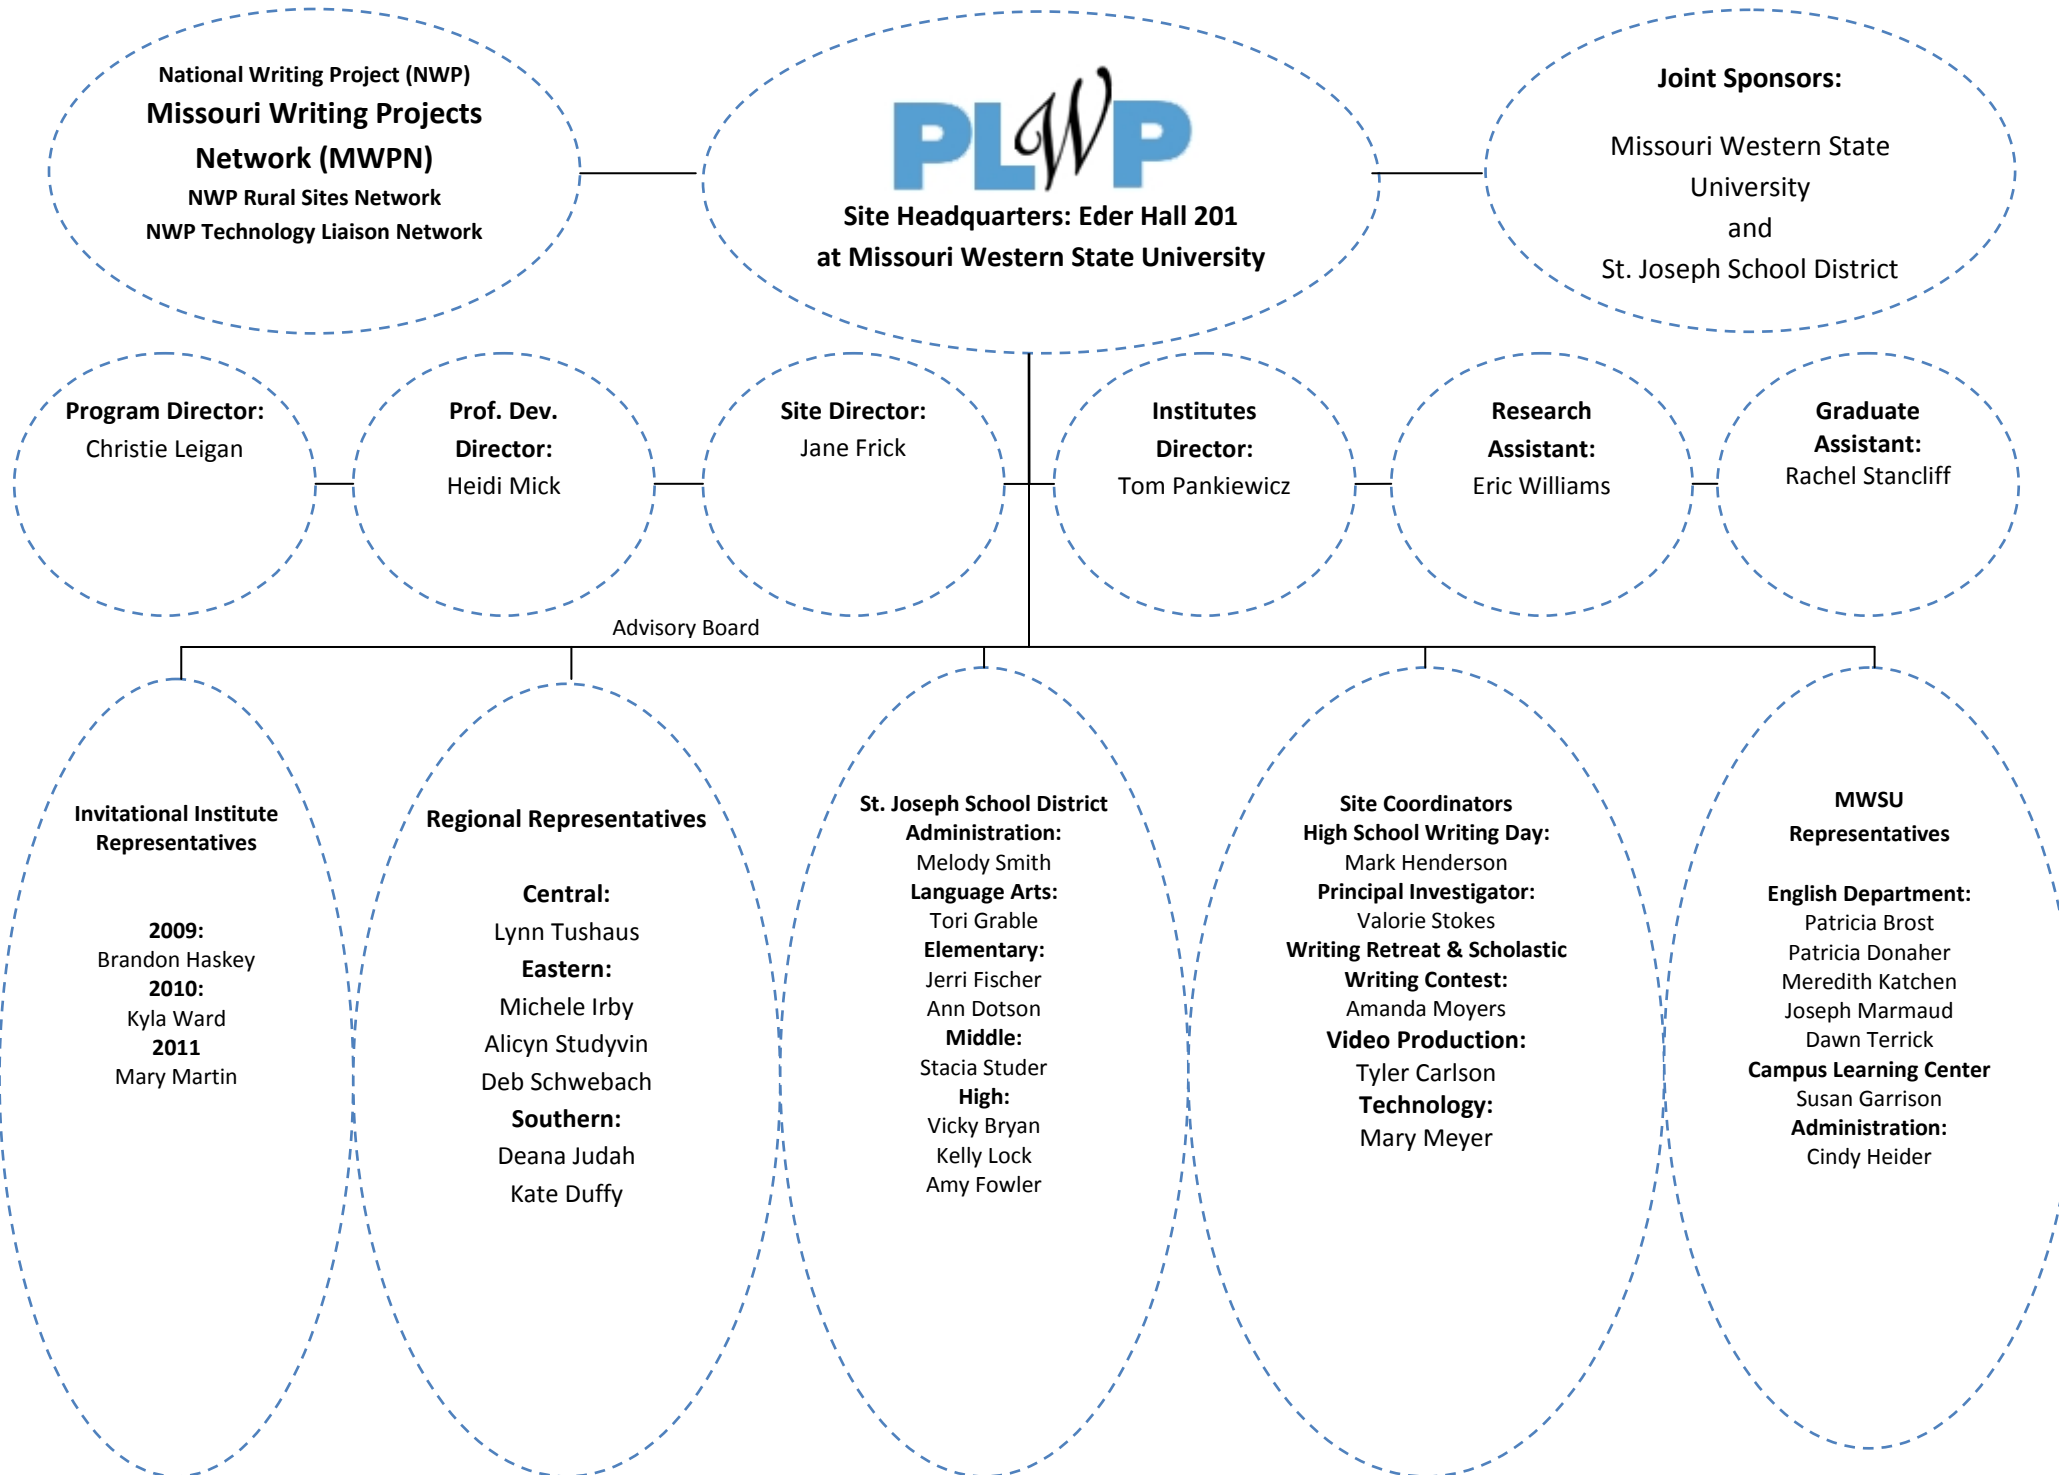 National Writing Project (NWP)
Missouri Writing Projects
Network (MWPN)
NWP Rural Sites Network
NWP Technology Liaison Network
PLWP
Site Headquarters: Eder Hall 201
at Missouri Western State University
Joint Sponsors:
Missouri Western State
University
and
St. Joseph School District
Program Director:
Christie Leigan
Prof. Dev.
Director:
Heidi Mick
Site Director:
Jane Frick
Institutes
Director:
Tom Pankiewicz
Research
Assistant:
Eric Williams
Graduate
Assistant:
Rachel Stancliff
Advisory Board
Invitational Institute
Representatives
2009:
Brandon Haskey
2010:
Kyla Ward
2011
Mary Martin
Regional Representatives
Central:
Lynn Tushaus
Eastern:
Michele Irby
Alicyn Studyvin
Deb Schwebach
Southern:
Deana Judah
Kate Duffy
St. Joseph School District
Administration:
Melody Smith
Language Arts:
Tori Grable
Elementary:
Jerri Fischer
Ann Dotson
Middle:
Stacia Studer
High:
Vicky Bryan
Kelly Lock
Amy Fowler
Site Coordinators
High School Writing Day:
Mark Henderson
Principal Investigator:
Valorie Stokes
Writing Retreat & Scholastic
Writing Contest:
Amanda Moyers
Video Production:
Tyler Carlson
Technology:
Mary Meyer
MWSU
Representatives
English Department:
Patricia Brost
Patricia Donaher
Meredith Katchen
Joseph Marmaud
Dawn Terrick
Campus Learning Center
Susan Garrison
Administration:
Cindy Heider